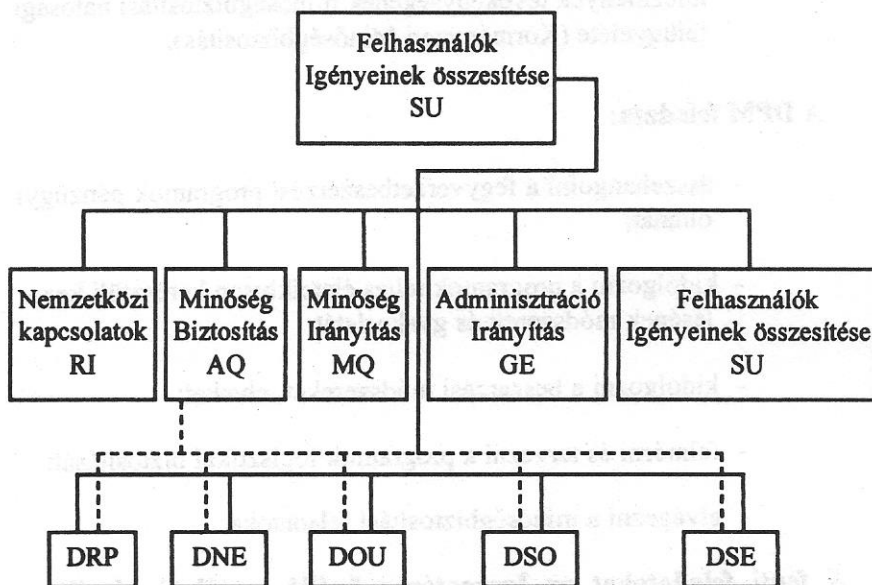 Felhasználók
Igényeinek összesítése
SU
Nemzetközi
kapcsolatok
RI
Minőség
Biztosítás
AQ
Minőség
Irányítás
MQ
Adminisztráció
Irányítás
GE
Felhasználók
Igényeinek összesítése
SU
DRP
DNE
DOU
DSO
DSE